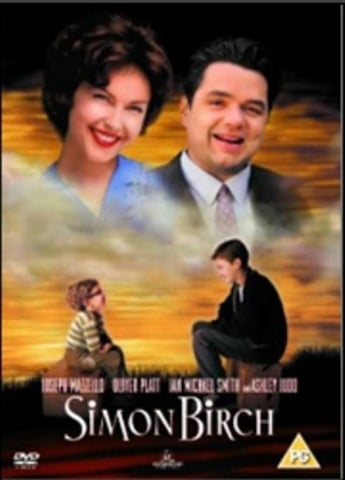 JOSEPH MAZZELLO OLIVER PLATT IAN MICHAEL SMITH AND ASHLEY JUDD
SIMON BIRCH
DVD
PG